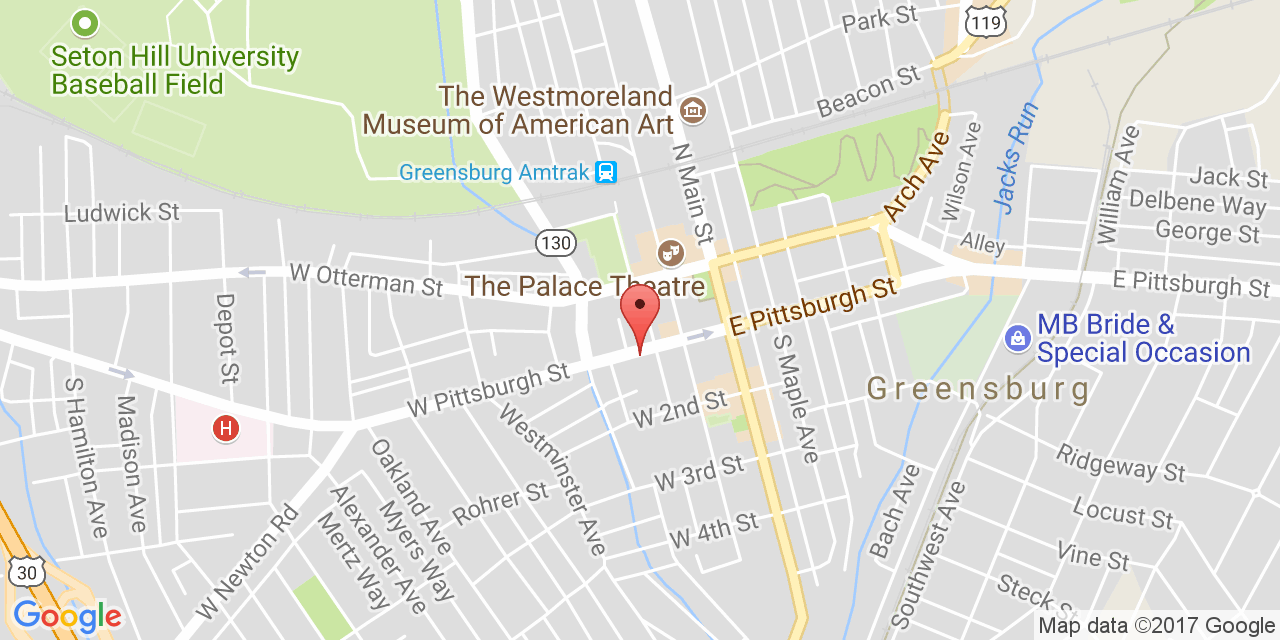 Park St
119
Seton Hill University
Baseball Field
Beacon St
The Westmoreland
Museum of American Art
Greensburg Amtrak
N Main St
Arch Ave
Wilson Ave
Jacks Run
William Ave
Jack St
Delbene Way
George St
Ludwick St
130
Alley
W Otterman St
The Palace Theatre
E Pittsburgh St
E Pittsburgh St
Depot St
MB Bride &
Special Occasion
S Maple Ave
Greensburg
W Pittsburgh St
W 2nd St
S Hamilton Ave
Madison Ave
H
Westminster Ave
Oakland Ave
Myers Way
Alexander Ave
Mertz Way
Rohrer St
W 3rd St
W 4th St
Ridgeway St
Locust St
Vine St
Steck St
Bach Ave
Southwest Ave
W Newton Rd
30
Google
Map data ©2017 Google